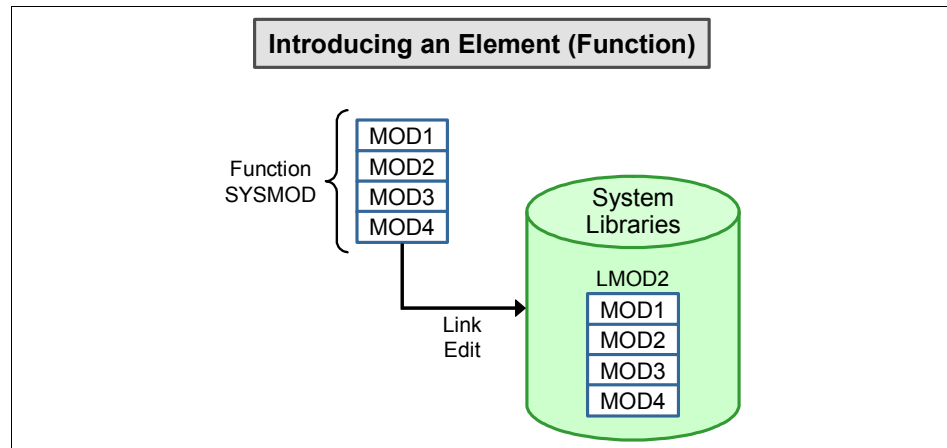 Introducing an Element (Function)
Function
SYSMOD
MOD1
MOD2
MOD3
MOD4
Link
Edit
System
Libraries
LMOD2
MOD1
MOD2
MOD3
MOD4